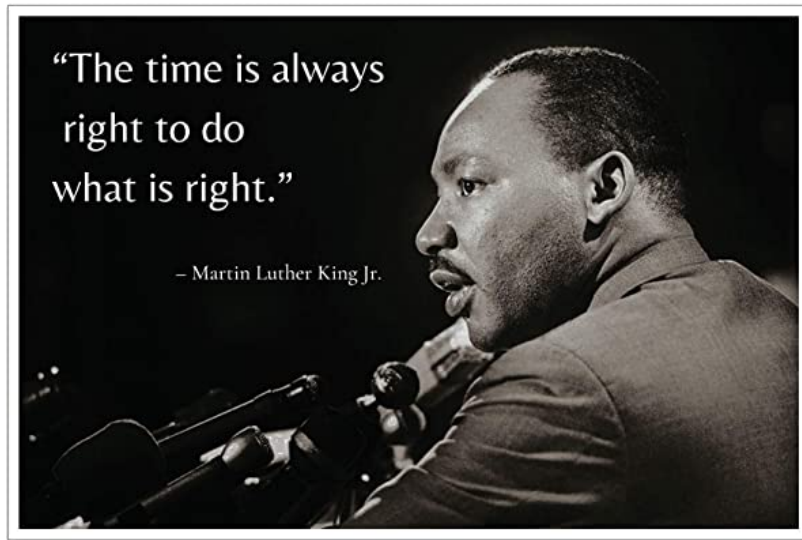 “The time is always
right to do
what is right.”
– Martin Luther King Jr.